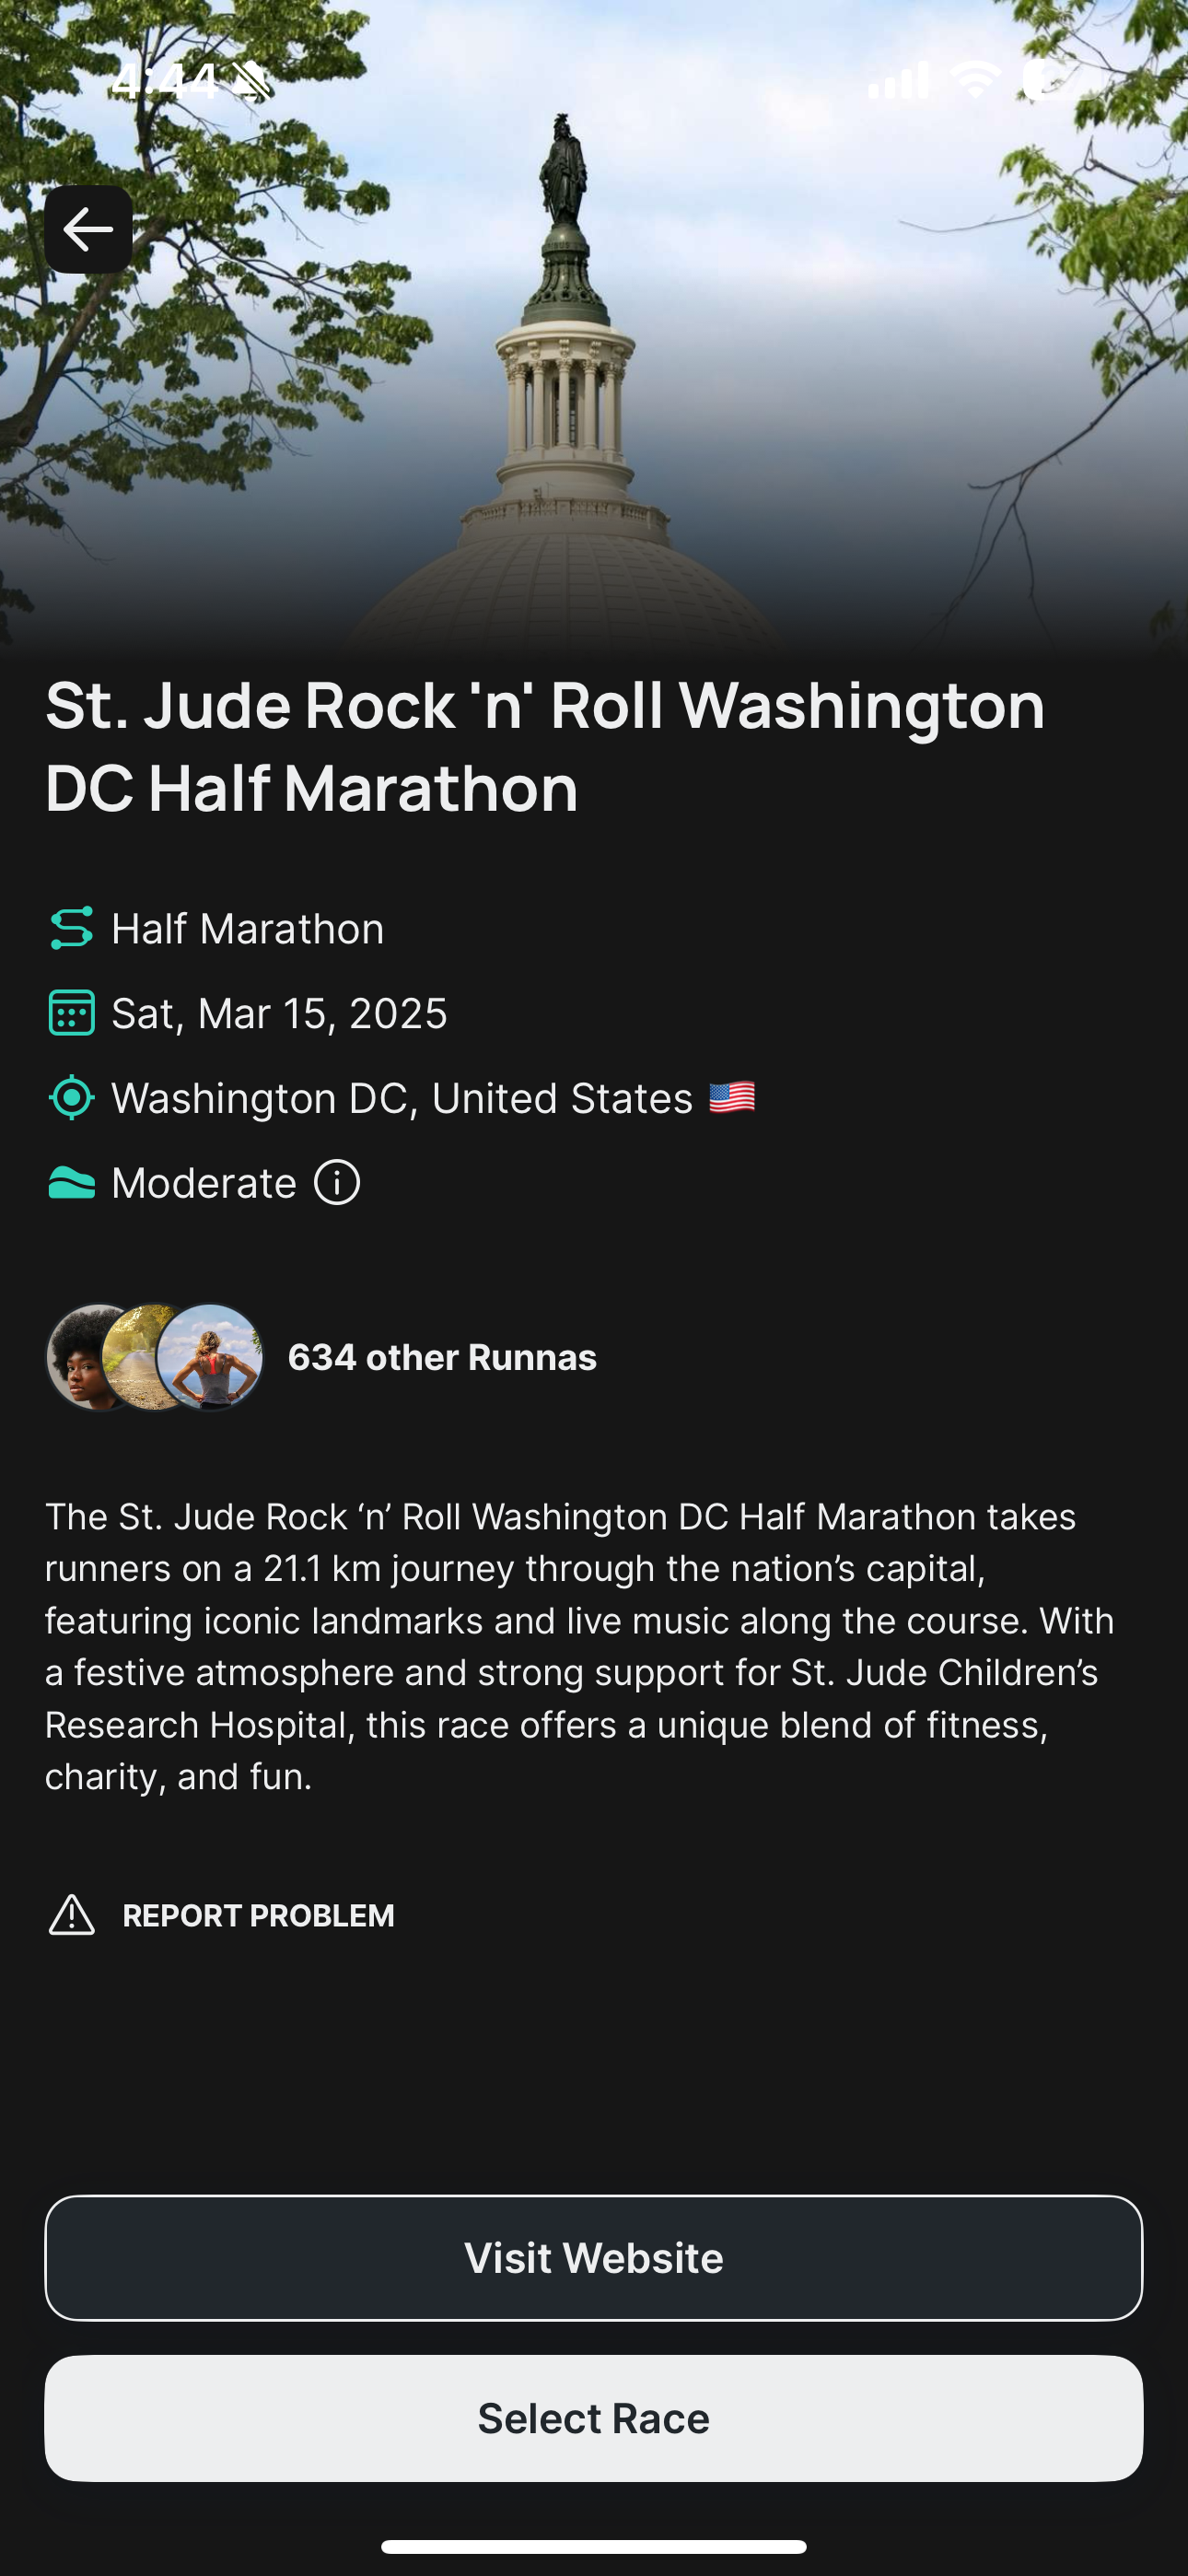 4:44
St. Jude Rock 'n' Roll Washington
DC Half Marathon
Half Marathon
Sat, Mar 15, 2025
Washington DC, United States
Moderate
634 other Runnas
The St. Jude Rock ‘n’ Roll Washington DC Half Marathon takes
runners on a 21.1 km journey through the nation’s capital,
featuring iconic landmarks and live music along the course. With
a festive atmosphere and strong support for St. Jude Children’s
Research Hospital, this race offers a unique blend of fitness,
charity, and fun.
REPORT PROBLEM
Visit Website
Select Race